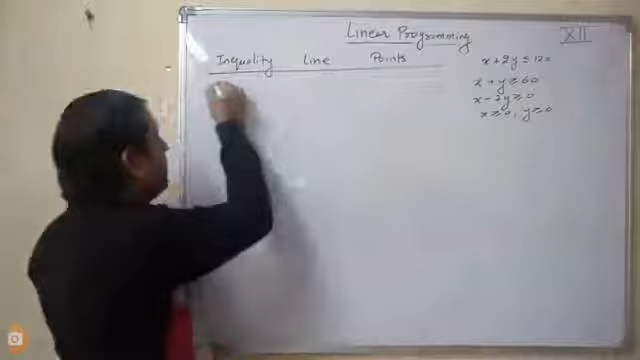 Linear Programming
XII
Inequality Line Points
x + 2y ≤ 120
x + y ≥ 60
x - 2y ≥ 0
x ≥ 0, y ≥ 0